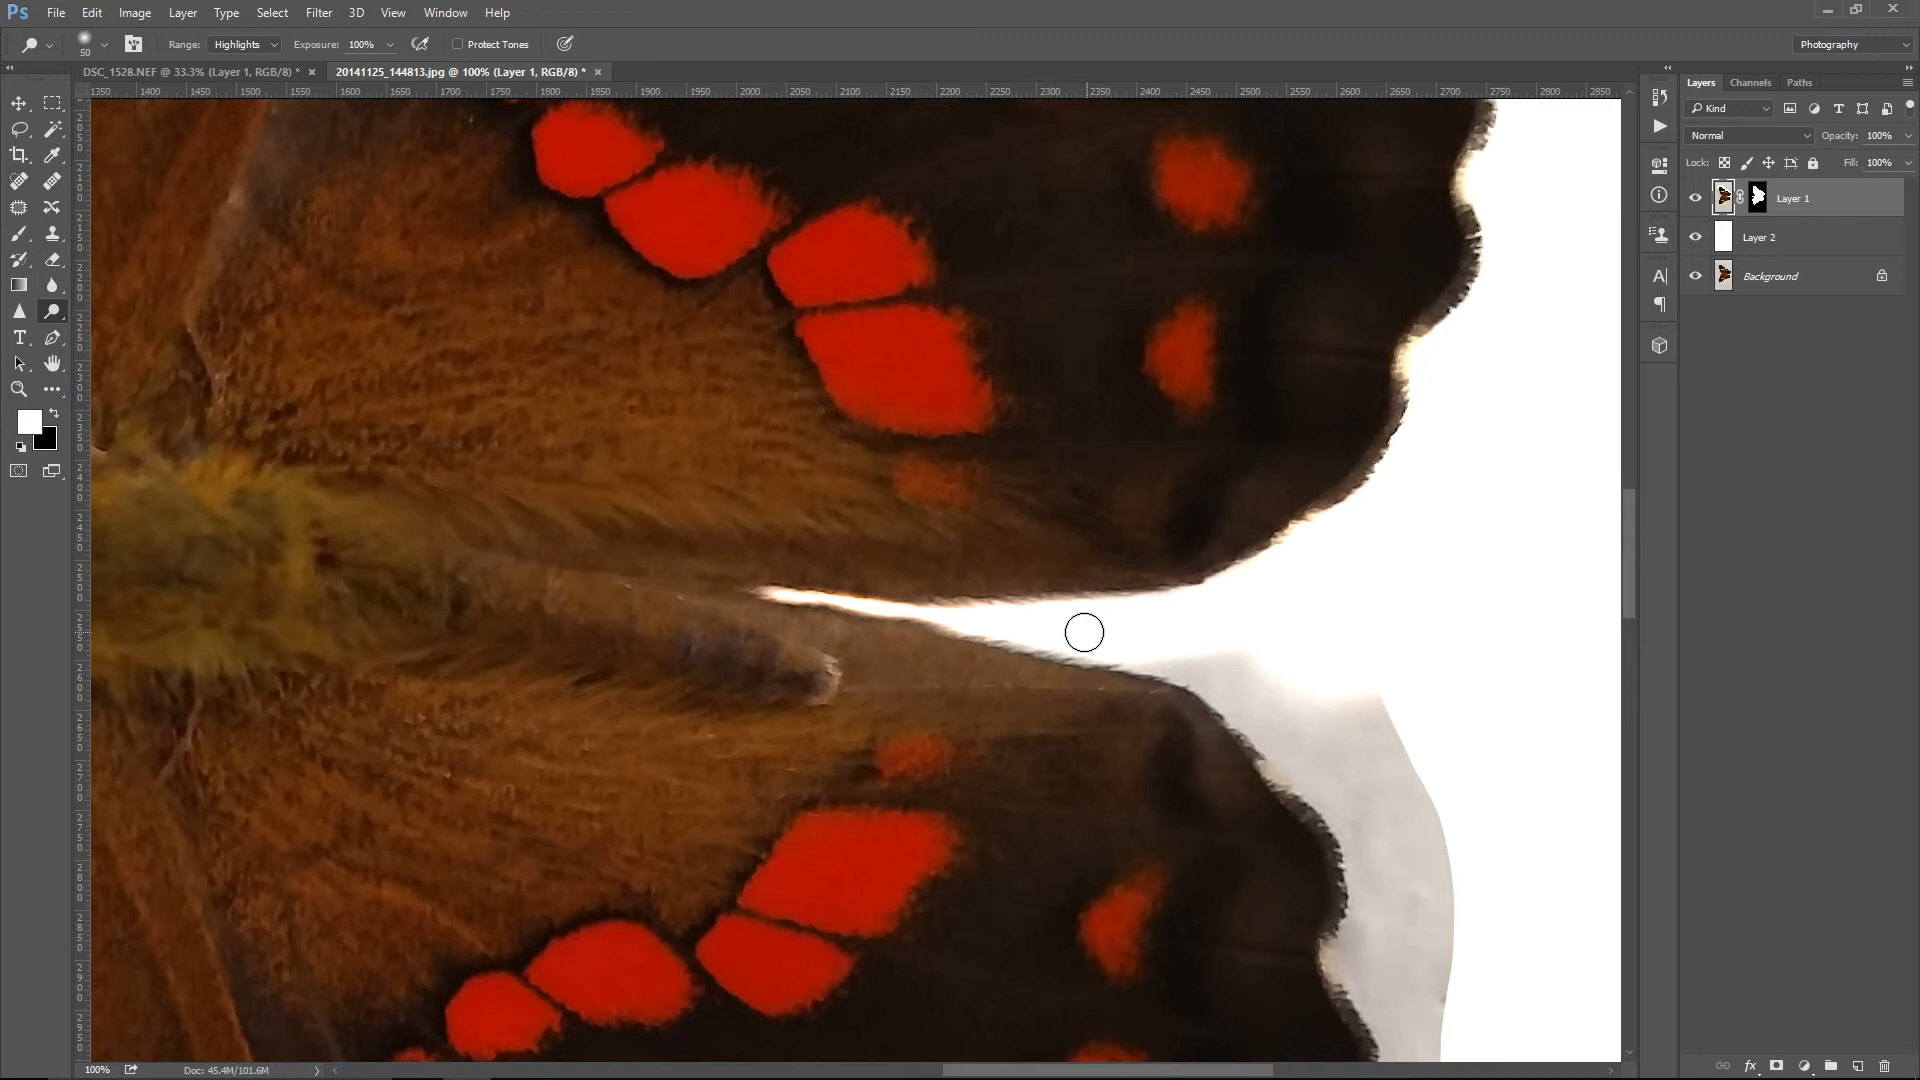 Ps File Edit Image Layer Type Select Filter 3D View Window Help
50 Range: Highlights Exposure: 100% Protect Tones Photography
DSC_1528.NEF @ 33.3% (Layer 1, RGB/8) * × 20141125_144813.jpg @ 100% (Layer 1, RGB/8) * ×
1350 1400 1450 1500 1550 1600 1650 1700 1750 1800 1850 1900 1950 2000 2050 2100 2150 2200 2250 2300 2350 2400 2450 2500 2550 2600 2650 2700 2750 2800 2850
Layers Channels Paths
Kind
Normal Opacity: 100%
Lock: Fill: 100%
Layer 1
Layer 2
Background
100% Doc: 45.4M/101.6M